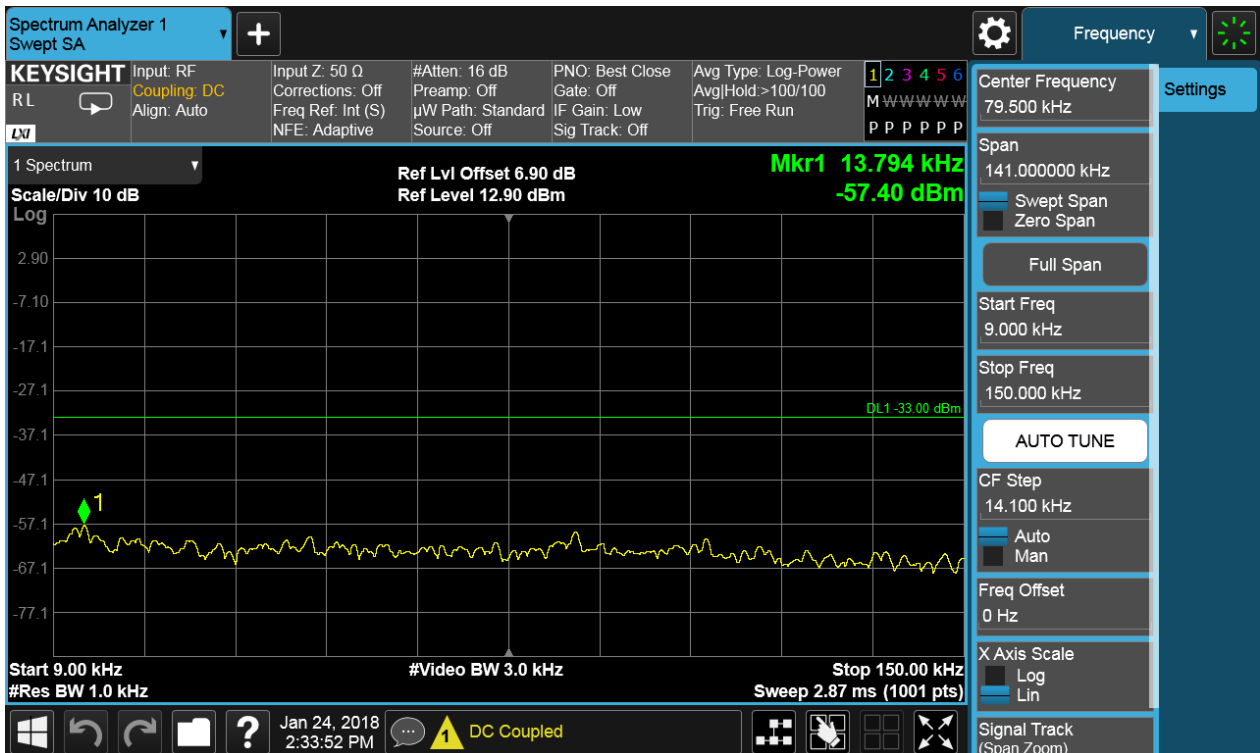 Spectrum Analyzer 1
Swept SA
+
Frequency
KEYSIGHT
RL
LXI
Input: RF
Coupling: DC
Align: Auto
Input Z: 50 Ω
Corrections: Off
Freq Ref: Int (S)
NFE: Adaptive
#Atten: 16 dB
Preamp: Off
µW Path: Standard
Source: Off
PNO: Best Close
Gate: Off
IF Gain: Low
Sig Track: Off
Avg Type: Log-Power
Avg|Hold:>100/100
Trig: Free Run
1 2 3 4 5 6
M W W W W W
P P P P P P
1 Spectrum
Scale/Div 10 dB
Log
Ref Lvl Offset 6.90 dB
Ref Level 12.90 dBm
Mkr1 13.794 kHz
-57.40 dBm
2.90
-7.10
-17.1
-27.1
-37.1
-47.1
-57.1
-67.1
-77.1
DL1 -33.00 dBm
1
Start 9.00 kHz
#Res BW 1.0 kHz
#Video BW 3.0 kHz
Stop 150.00 kHz
Sweep 2.87 ms (1001 pts)
Center Frequency
79.500 kHz
Span
141.000000 kHz
Swept Span
Zero Span
Full Span
Start Freq
9.000 kHz
Stop Freq
150.000 kHz
AUTO TUNE
CF Step
14.100 kHz
Auto
Man
Freq Offset
0 Hz
X Axis Scale
Log
Lin
Signal Track
(Span Zoom)
Settings
?
Jan 24, 2018
2:33:52 PM
1
DC Coupled